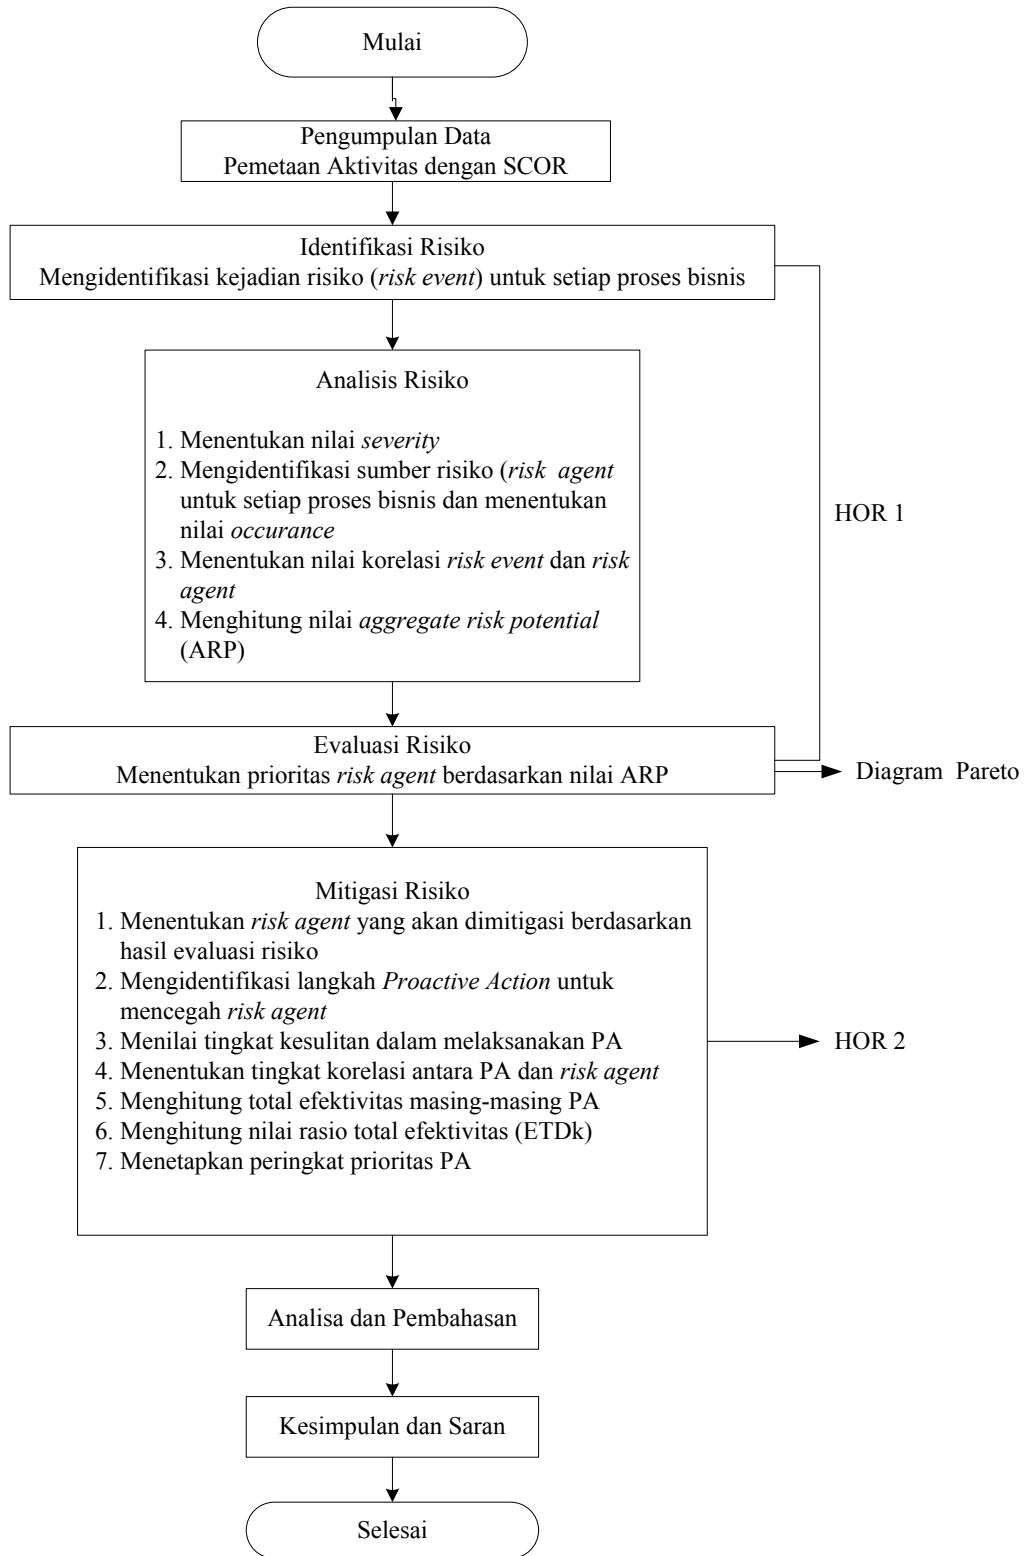 Mulai
Pengumpulan Data
Pemetaan Aktivitas dengan SCOR
Identifikasi Risiko
Mengidentifikasi kejadian risiko (risk event) untuk setiap proses bisnis
Analisis Risiko
1. Menentukan nilai severity
2. Mengidentifikasi sumber risiko (risk agent
untuk setiap proses bisnis dan menentukan
nilai occurance
3. Menentukan nilai korelasi risk event dan risk
agent
4. Menghitung nilai aggregate risk potential
(ARP)
HOR 1
Evaluasi Risiko
Menentukan prioritas risk agent berdasarkan nilai ARP
Diagram Pareto
Mitigasi Risiko
1. Menentukan risk agent yang akan dimitigasi berdasarkan
hasil evaluasi risiko
2. Mengidentifikasi langkah Proactive Action untuk
mencegah risk agent
3. Menilai tingkat kesulitan dalam melaksanakan PA
4. Menentukan tingkat korelasi antara PA dan risk agent
5. Menghitung total efektivitas masing-masing PA
6. Menghitung nilai rasio total efektivitas (ETDk)
7. Menetapkan peringkat prioritas PA
HOR 2
Analisa dan Pembahasan
Kesimpulan dan Saran
Selesai